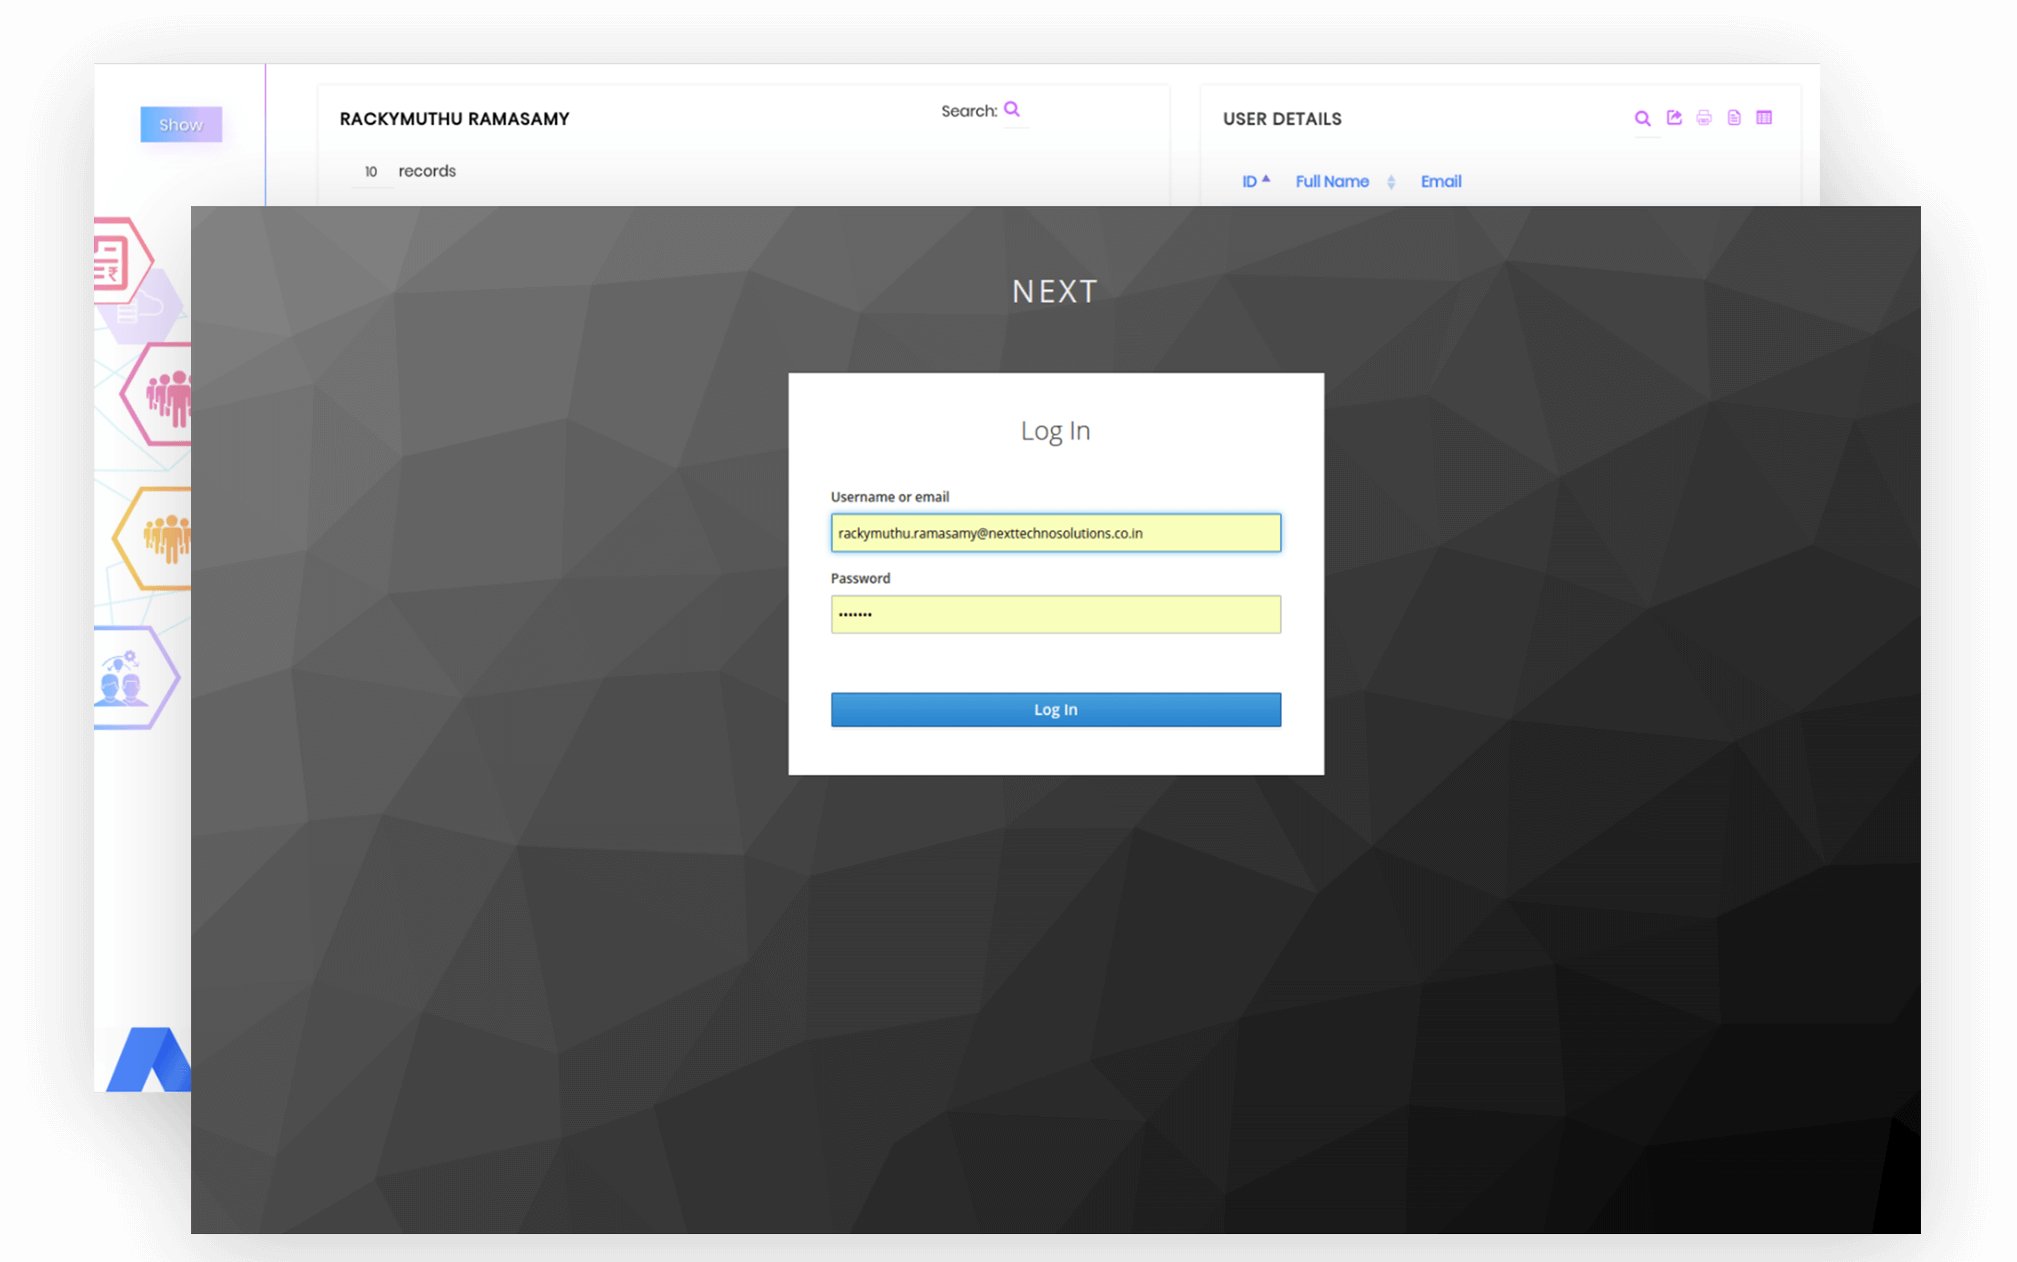 Show
RACKYMUTHU RAMASAMY
Search:
10 records
USER DETAILS
ID Full Name Email
NEXT
Log In
Username or email
rackymuthu.ramasamy@nexttechnosolutions.co.in
Password
•••••••
Log In